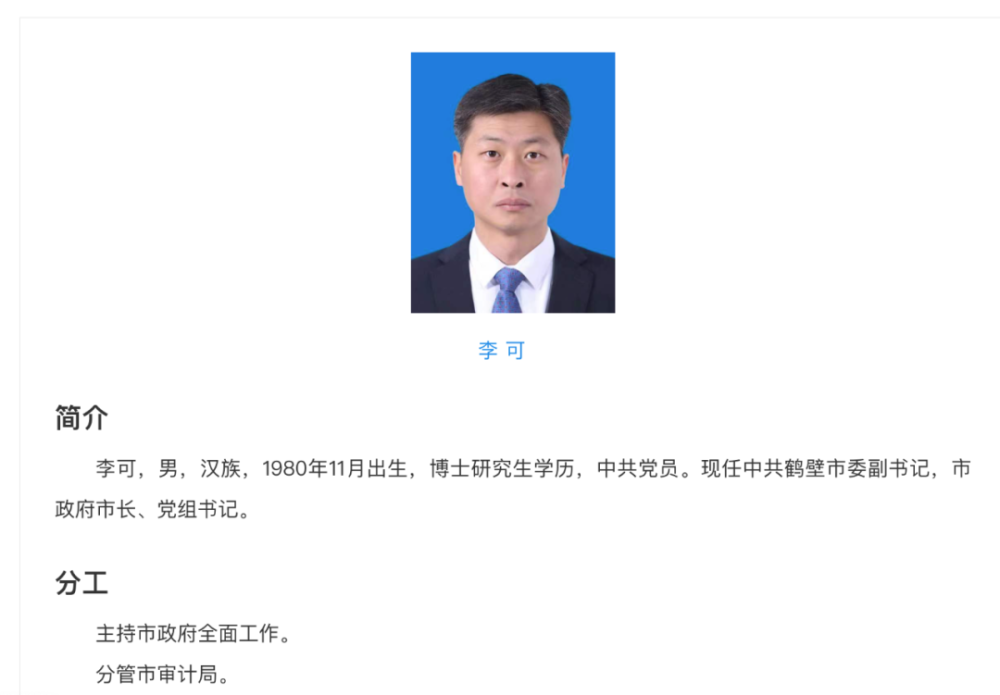 李 可
简介
李可，男，汉族，1980年11月出生，博士研究生学历，中共党员。现任中共鹤壁市委副书记，市
政府市长、党组书记。
分工
主持市政府全面工作。
分管市审计局。